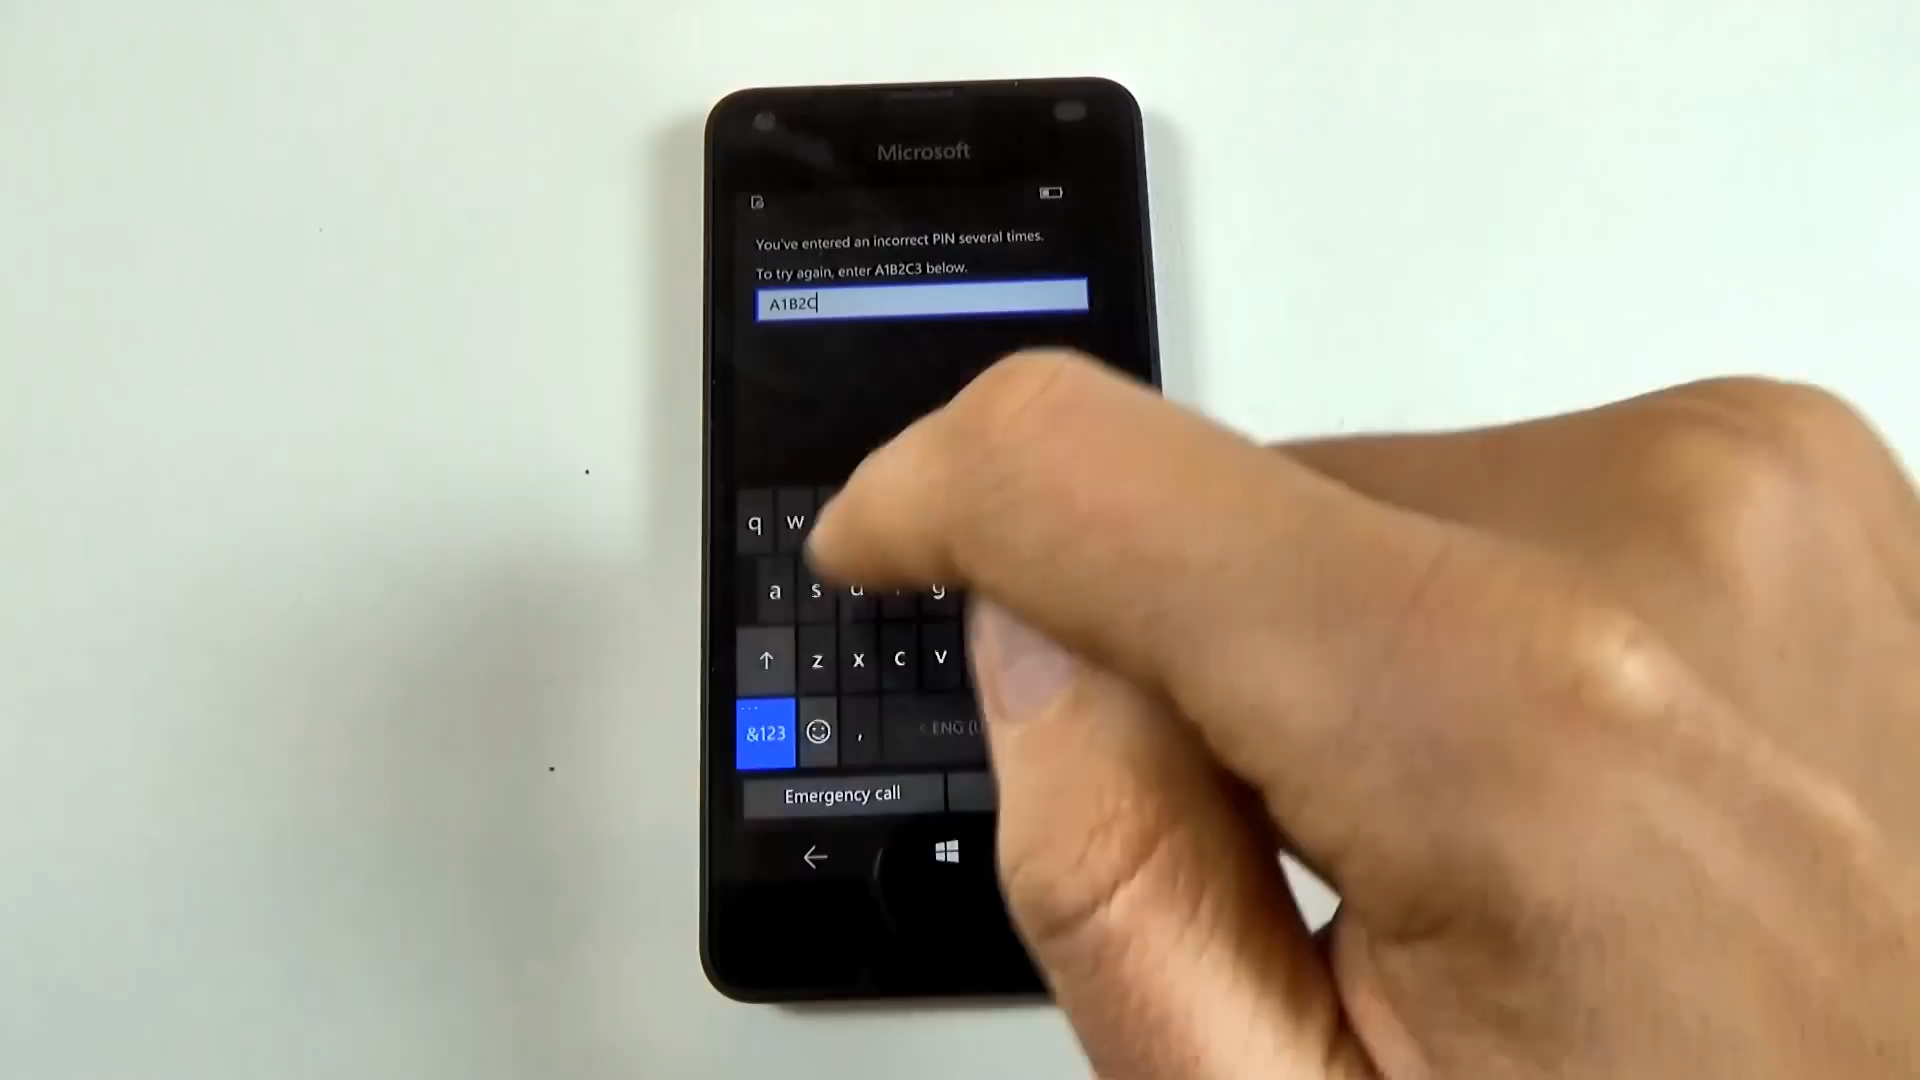 Microsoft
You've entered an incorrect PIN several times.
To try again, enter A1B2C3 below.
A1B2C
q w
a s d g
z x c v
&123 ,
Emergency call